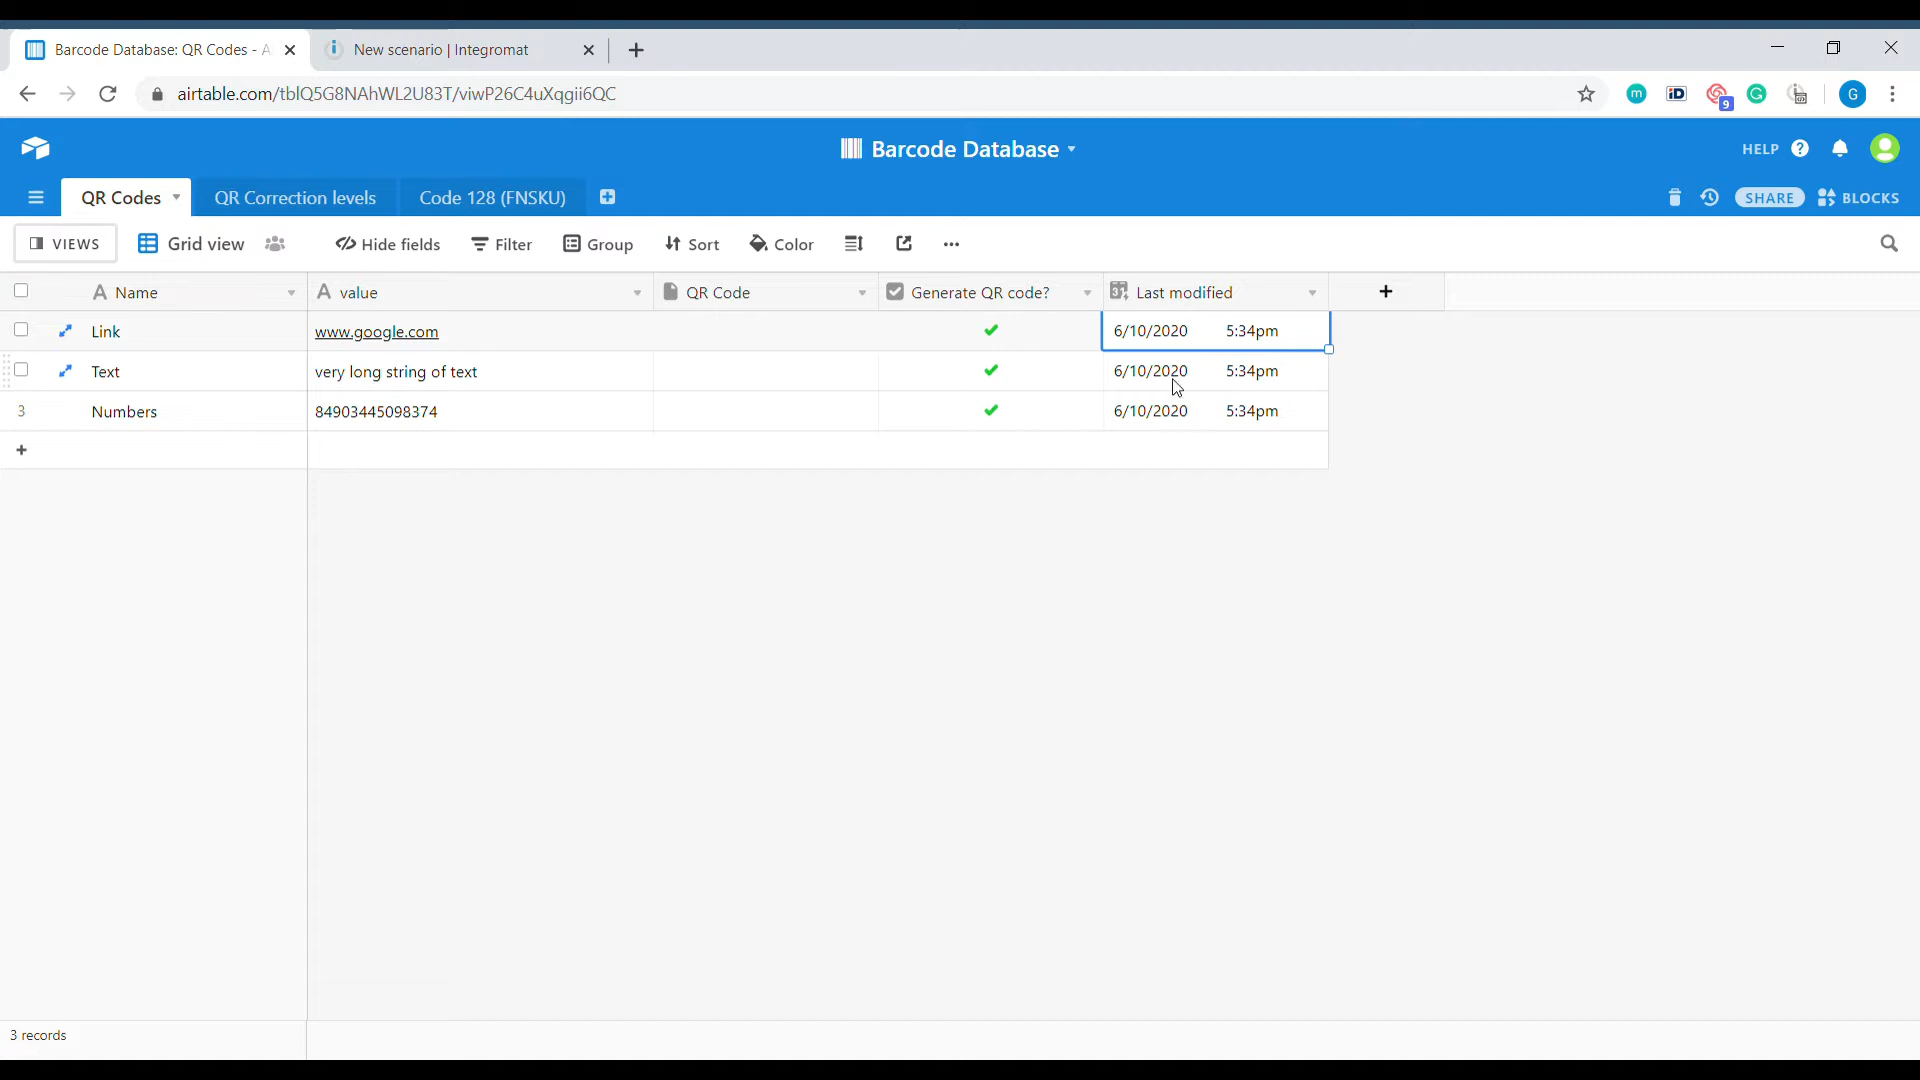 Barcode Database: QR Codes - A
New scenario | Integromat
airtable.com/tblQ5G8NAhWL2U83T/viwP26C4uXqgii6QC
m
iD
9
G
G
Barcode Database
HELP ?
QR Codes
QR Correction levels
Code 128 (FNSKU)
SHARE
BLOCKS
VIEWS
Grid view
Hide fields
Filter
Group
Sort
Color
Name
value
QR Code
Generate QR code?
31 Last modified
Link www.google.com 6/10/2020 5:34pm
Text very long string of text 6/10/2020 5:34pm
3 Numbers 84903445098374 6/10/2020 5:34pm
3 records